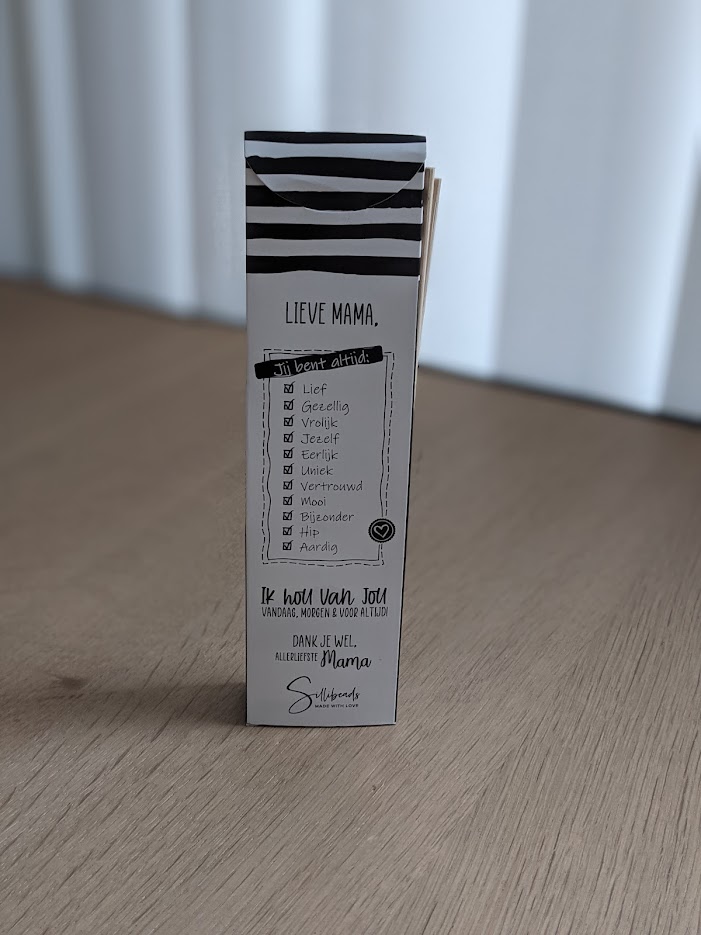 LIEVE MAMA,
Jij bent altijd:
Lief
Gezellig
Vrolijk
Jezelf
Eerlijk
Uniek
Vertrouwd
Mooi
Bijzonder
Hip
Aardig
Ik hou van jou
VANDAAG, MORGEN & VOOR ALTIJD!
DANK JE WEL,
ALLERLIEFSTE Mama
Sillibeads
MADE WITH LOVE